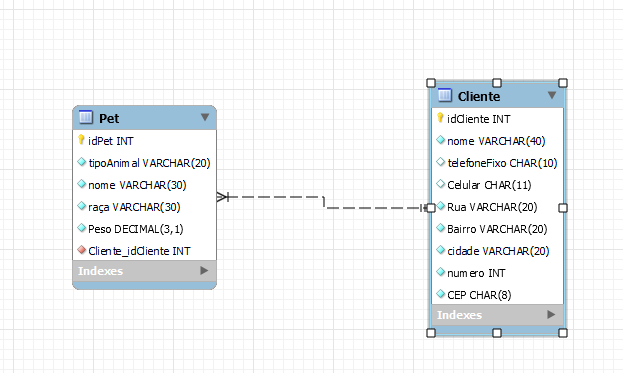 Pet
idPet INT
tipoAnimal VARCHAR(20)
nome VARCHAR(30)
raça VARCHAR(30)
Peso DECIMAL(3,1)
Cliente_idCliente INT
Indexes
Cliente
idCliente INT
nome VARCHAR(40)
telefoneFixo CHAR(10)
Celular CHAR(11)
Rua VARCHAR(20)
Bairro VARCHAR(20)
cidade VARCHAR(20)
numero INT
CEP CHAR(8)
Indexes